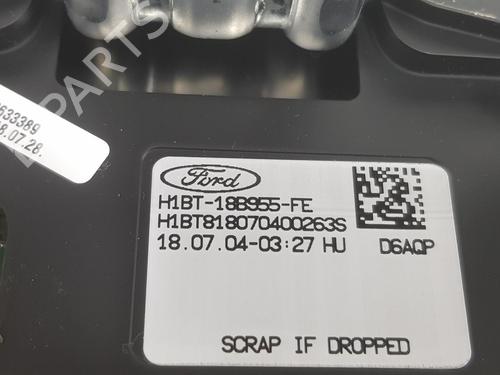 PARTS
633389
8.07.28.
Ford
H1BT-18B955-FE
H1BT818070400263S
18.07.04-03:27 HU D6AQP
SCRAP IF DROPPED